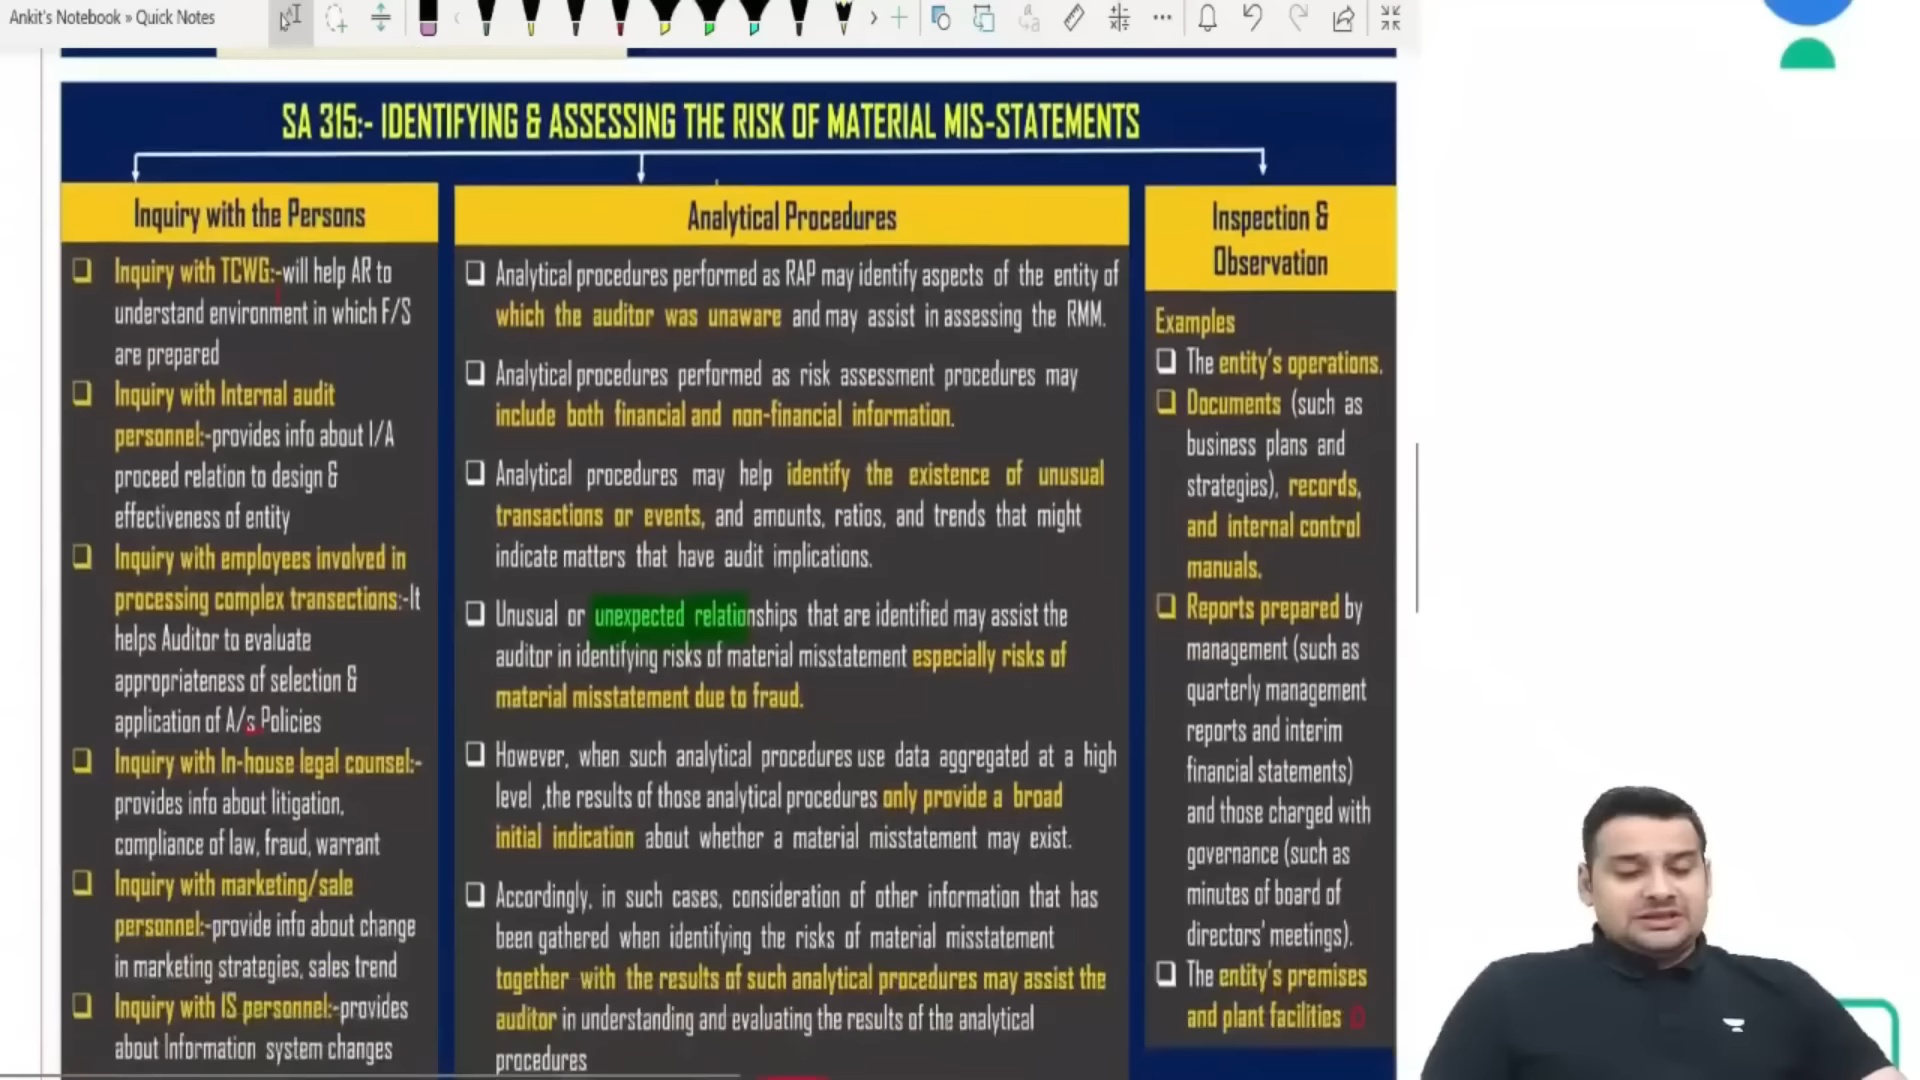 Ankit's Notebook » Quick Notes
SA 315:- IDENTIFYING & ASSESSING THE RISK OF MATERIAL MIS-STATEMENTS
Inquiry with the Persons
Inquiry with TCWG:-will help AR to
understand environment in which F/S
are prepared
Inquiry with Internal audit
personnel:-provides info about I/A
proceed relation to design &
effectiveness of entity
Inquiry with employees involved in
processing complex transections:-It
helps Auditor to evaluate
appropriateness of selection &
application of A/s Policies
Inquiry with In-house legal counsel:-
provides info about litigation,
compliance of law, fraud, warrant
Inquiry with marketing/sale
personnel:-provide info about change
in marketing strategies, sales trend
Inquiry with IS personnel:-provides
about Information system changes
Analytical Procedures
Analytical procedures performed as RAP may identify aspects of the entity of
which the auditor was unaware and may assist in assessing the RMM.
Analytical procedures performed as risk assessment procedures may
include both financial and non-financial information.
Analytical procedures may help identify the existence of unusual
transactions or events, and amounts, ratios, and trends that might
indicate matters that have audit implications.
Unusual or unexpected relationships that are identified may assist the
auditor in identifying risks of material misstatement especially risks of
material misstatement due to fraud.
However, when such analytical procedures use data aggregated at a high
level ,the results of those analytical procedures only provide a broad
initial indication about whether a material misstatement may exist.
Accordingly, in such cases, consideration of other information that has
been gathered when identifying the risks of material misstatement
together with the results of such analytical procedures may assist the
auditor in understanding and evaluating the results of the analytical
procedures
Inspection &
Observation
Examples
The entity's operations.
Documents (such as
business plans and
strategies), records,
and internal control
manuals.
Reports prepared by
management (such as
quarterly management
reports and interim
financial statements)
and those charged with
governance (such as
minutes of board of
directors' meetings).
The entity's premises
and plant facilities